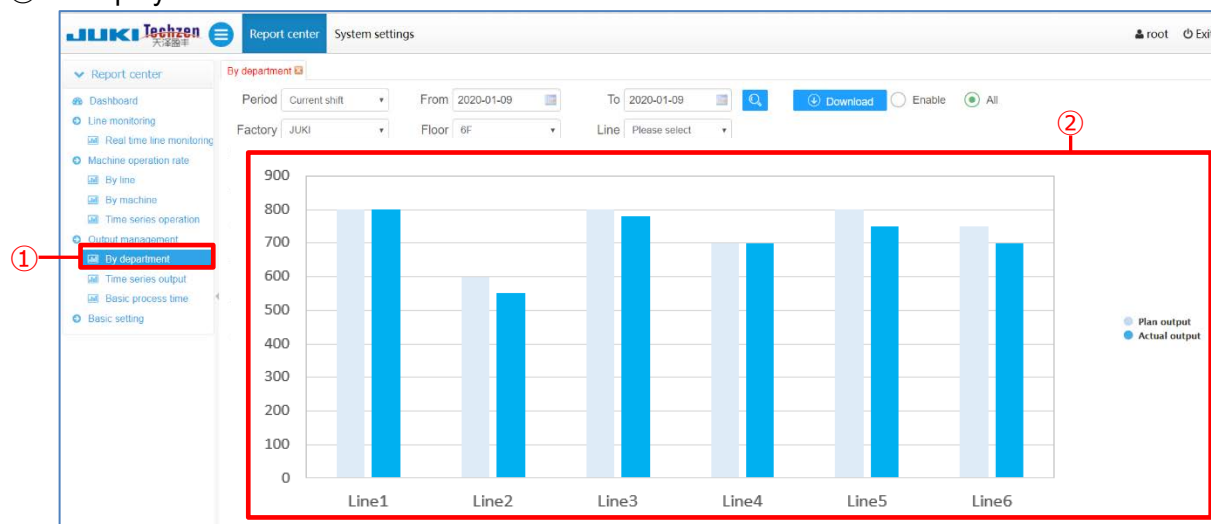 JUKI Techzen
天泽盈丰
Report center System settings
root Exit
Report center
Dashboard
Line monitoring
Real time line monitoring
Machine operation rate
By line
By machine
Time series operation
Output management
By department
Time series output
Basic process time
Basic setting
By department
Period Current shift From 2020-01-09 To 2020-01-09 Download Enable All
Factory JUKI Floor 6F Line Please select
①
②
900
800
700
600
500
400
300
200
100
0
Line1 Line2 Line3 Line4 Line5 Line6
Plan output
Actual output